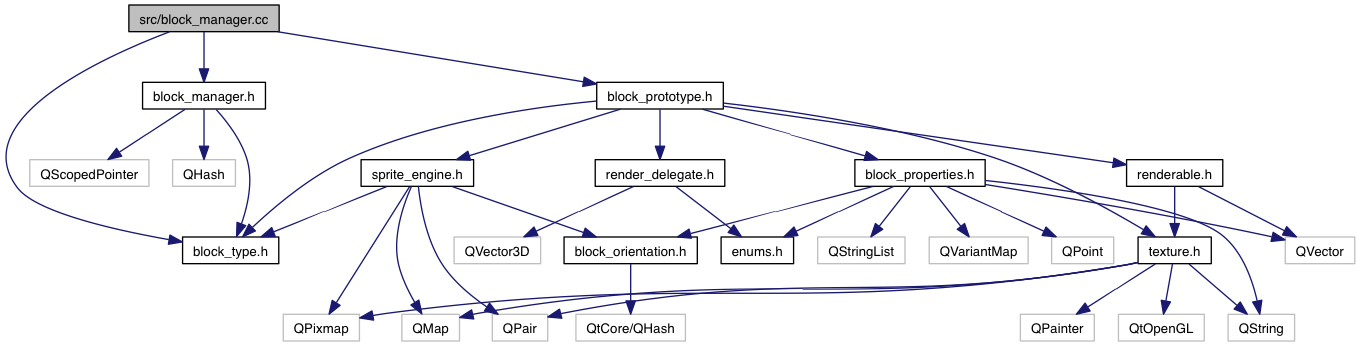 src/block_manager.cc
block_manager.h
block_prototype.h
QScopedPointer
QHash
sprite_engine.h
render_delegate.h
block_properties.h
renderable.h
block_type.h
QVector3D
block_orientation.h
enums.h
QStringList
QVariantMap
QPoint
texture.h
QVector
QPixmap
QMap
QPair
QtCore/QHash
QPainter
QtOpenGL
QString